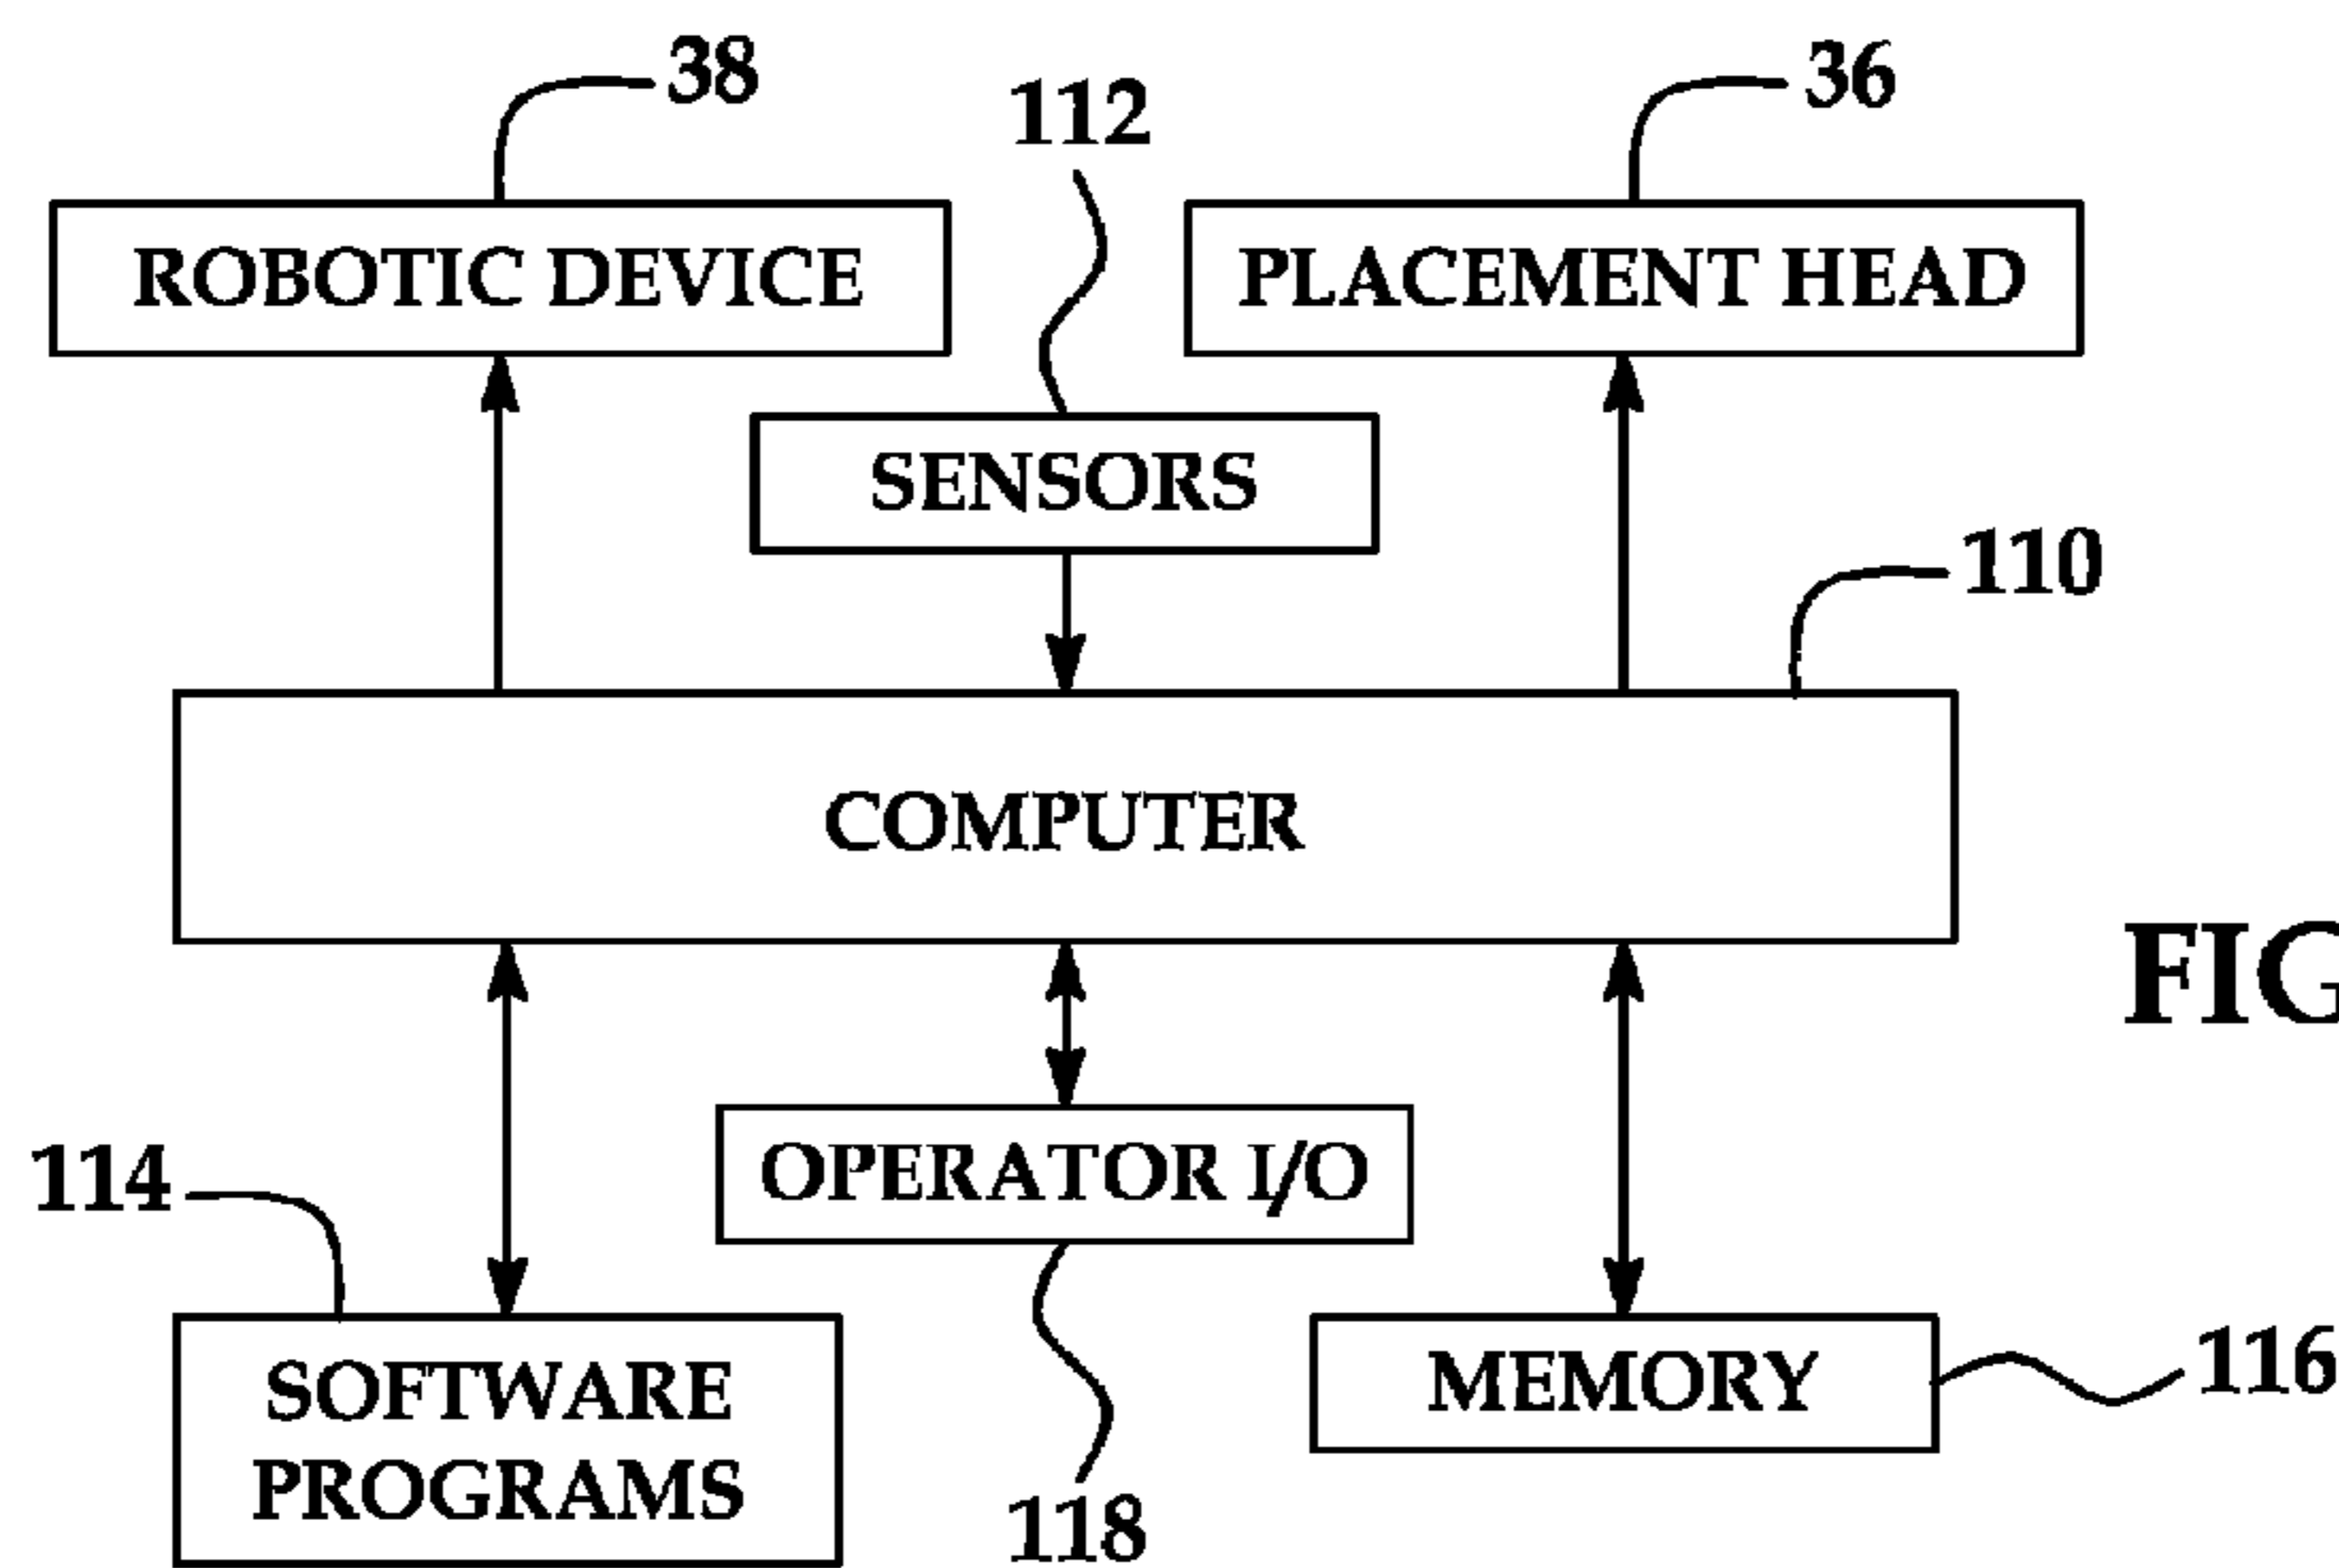 38
112
36
ROBOTIC DEVICE
PLACEMENT HEAD
SENSORS
110
COMPUTER
FIG
114
OPERATOR I/O
SOFTWARE
PROGRAMS
MEMORY
116
118